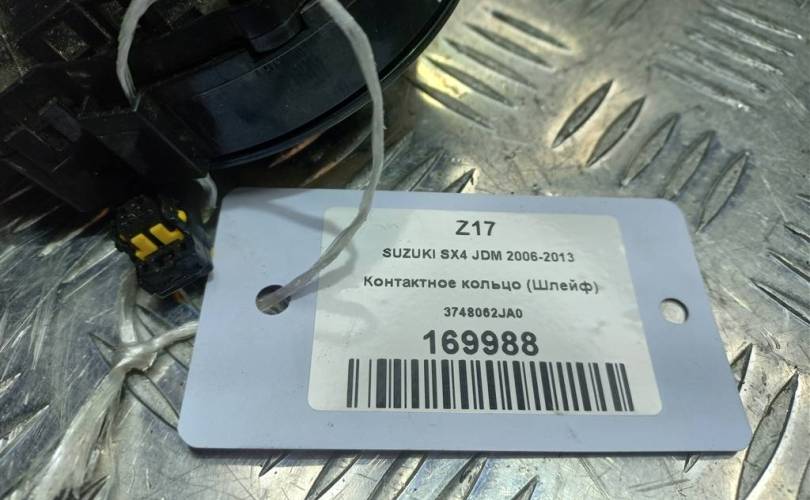 Z17
SUZUKI SX4 JDM 2006-2013
Контактное кольцо (Шлейф)
3748062JA0
169988